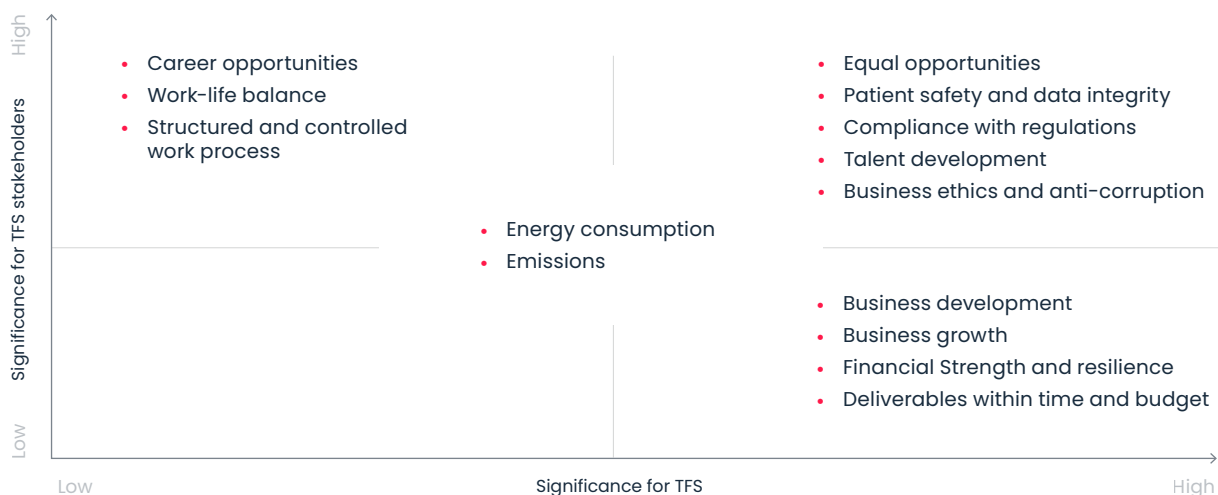 High
Significance for TFS stakeholders
Low
• Career opportunities
• Work-life balance
• Structured and controlled
work process
• Equal opportunities
• Patient safety and data integrity
• Compliance with regulations
• Talent development
• Business ethics and anti-corruption
• Energy consumption
• Emissions
• Business development
• Business growth
• Financial Strength and resilience
• Deliverables within time and budget
Low
Significance for TFS
High